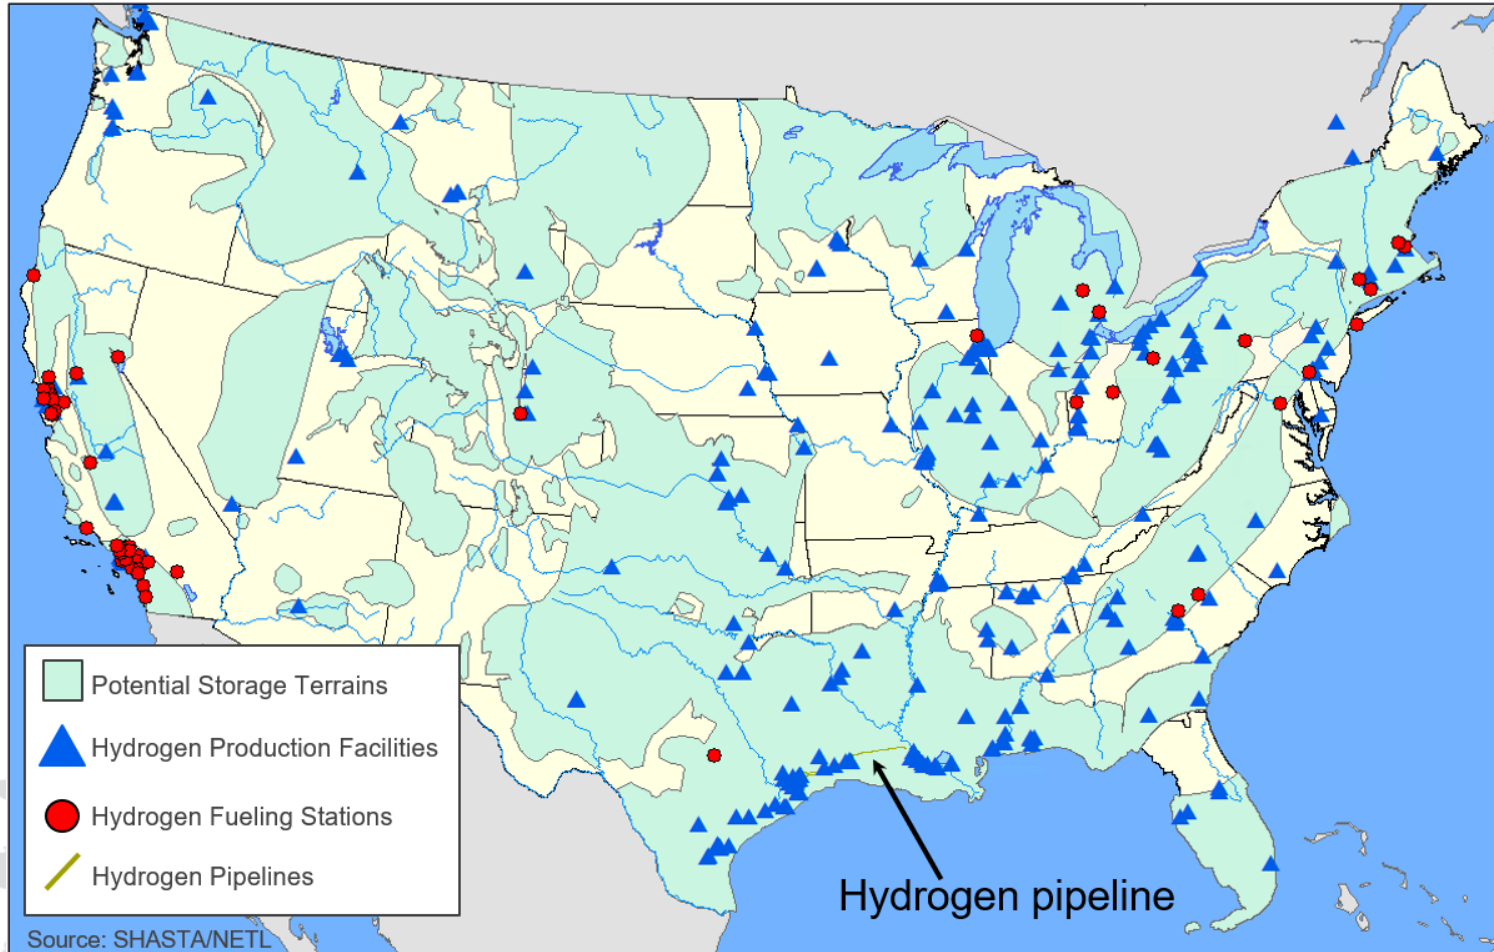 Potential Storage Terrains
Hydrogen Production Facilities
Hydrogen Fueling Stations
Hydrogen Pipelines
Hydrogen pipeline
Source: SHASTA/NETL